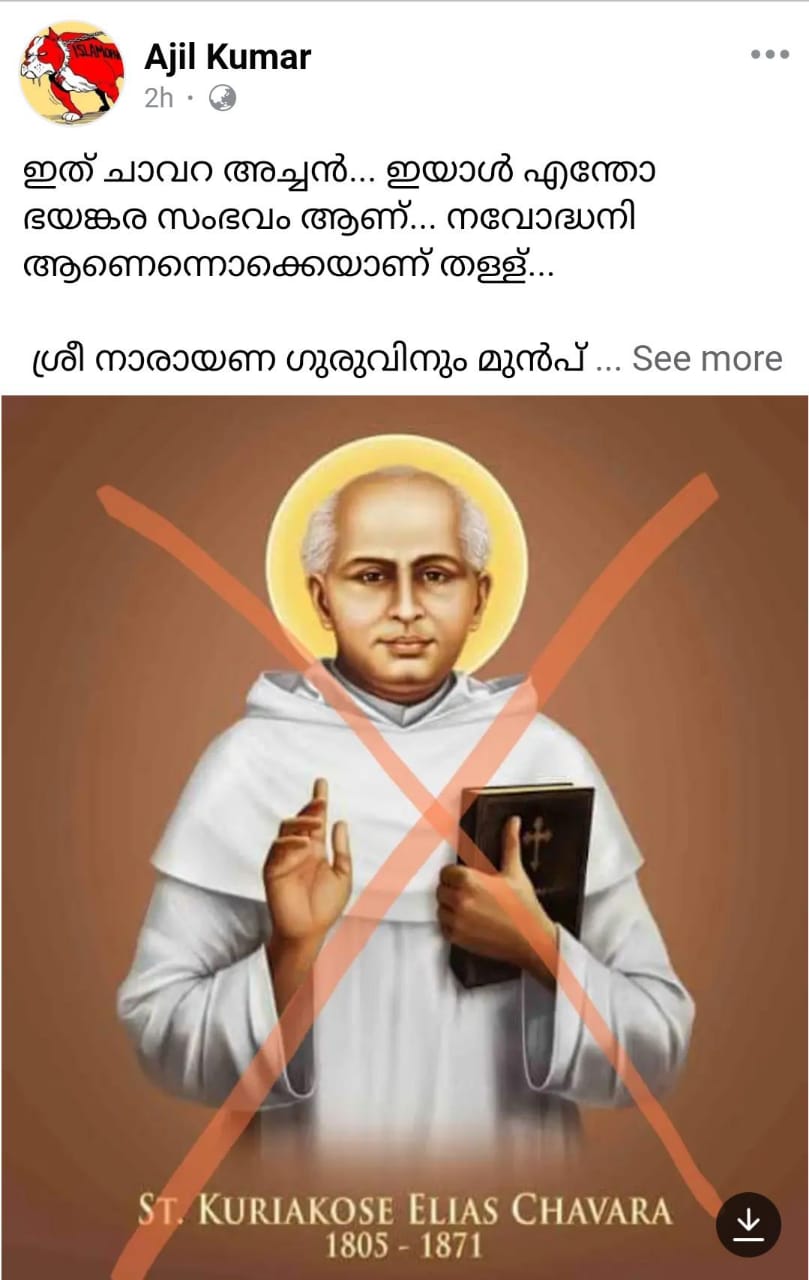 Ajil Kumar
2h
ഇത് ചാവറ അച്ചൻ... ഇയാൾ എന്തോ
ഭയങ്കര സംഭവം ആണ്... നവോദ്ധനി
ആണെന്നൊക്കെയാണ് തള്ള്...
ശ്രീ നാരായണ ഗുരുവിനും മുൻപ് ... See more
ST. KURIAKOSE ELIAS CHAVARA
1805 - 1871